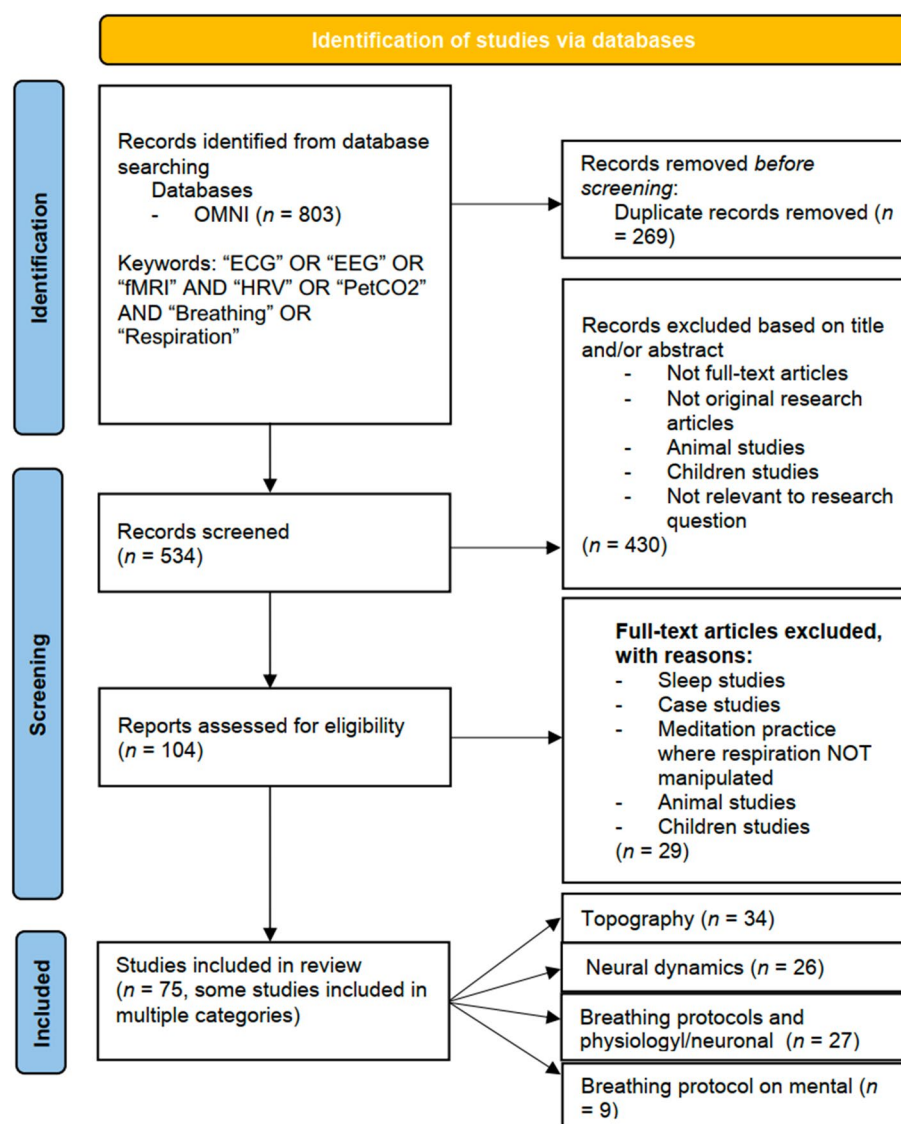 Identification of studies via databases
Identification
Records identified from database
searching
Databases
- OMNI (n = 803)
Keywords: “ECG” OR “EEG” OR
“fMRI” AND “HRV” OR “PetCO2”
AND “Breathing” OR
“Respiration”
Records removed before
screening:
Duplicate records removed (n
= 269)
Records excluded based on title
and/or abstract
- Not full-text articles
- Not original research
articles
- Animal studies
- Children studies
- Not relevant to research
question
(n = 430)
Screening
Records screened
(n = 534)
Reports assessed for eligibility
(n = 104)
Full-text articles excluded,
with reasons:
- Sleep studies
- Case studies
- Meditation practice
where respiration NOT
manipulated
- Animal studies
- Children studies
(n = 29)
Included
Studies included in review
(n = 75, some studies included in
multiple categories)
Topography (n = 34)
Neural dynamics (n = 26)
Breathing protocols and
physiologyl/neuronal (n = 27)
Breathing protocol on mental (n
= 9)